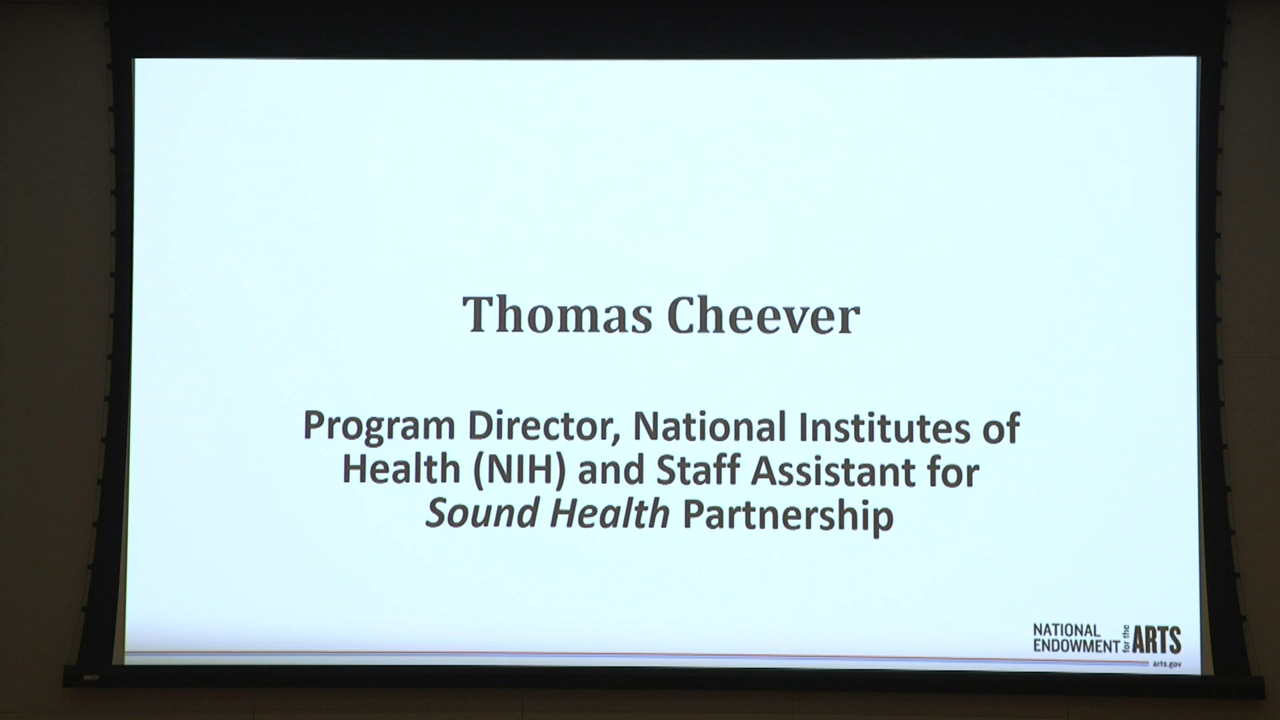 Thomas Cheever
Program Director, National Institutes of
Health (NIH) and Staff Assistant for
Sound Health Partnership
NATIONAL
ENDOWMENT for the ARTS
arts.gov